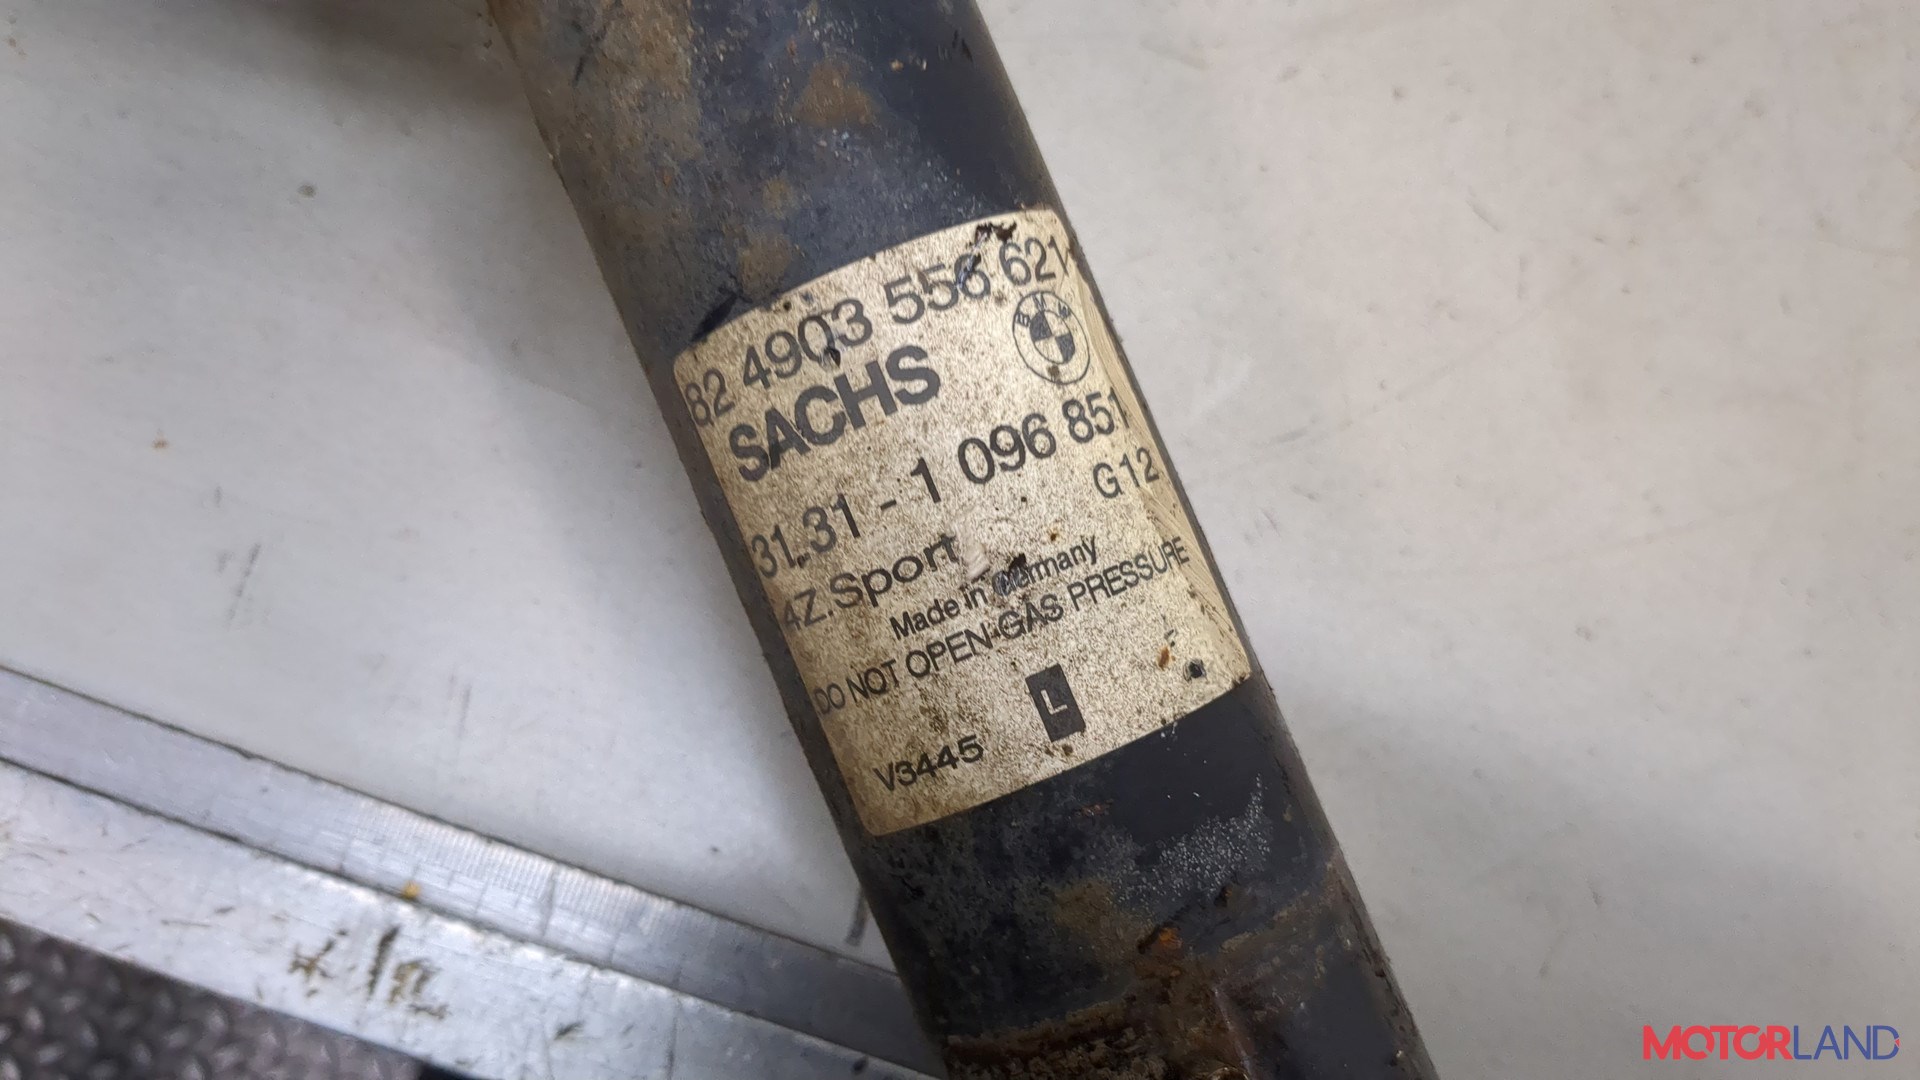 82 4903 556 621
BMW
SACHS
31.31-1 096 851
G12
4Z.Sport
Made in Germany
DO NOT OPEN-GAS PRESSURE
L
V3445
MOTORLAND